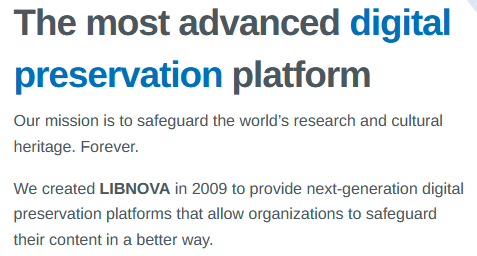 The most advanced digital
preservation platform
Our mission is to safeguard the world’s research and cultural
heritage. Forever.
We created LIBNOVA in 2009 to provide next-generation digital
preservation platforms that allow organizations to safeguard
their content in a better way.